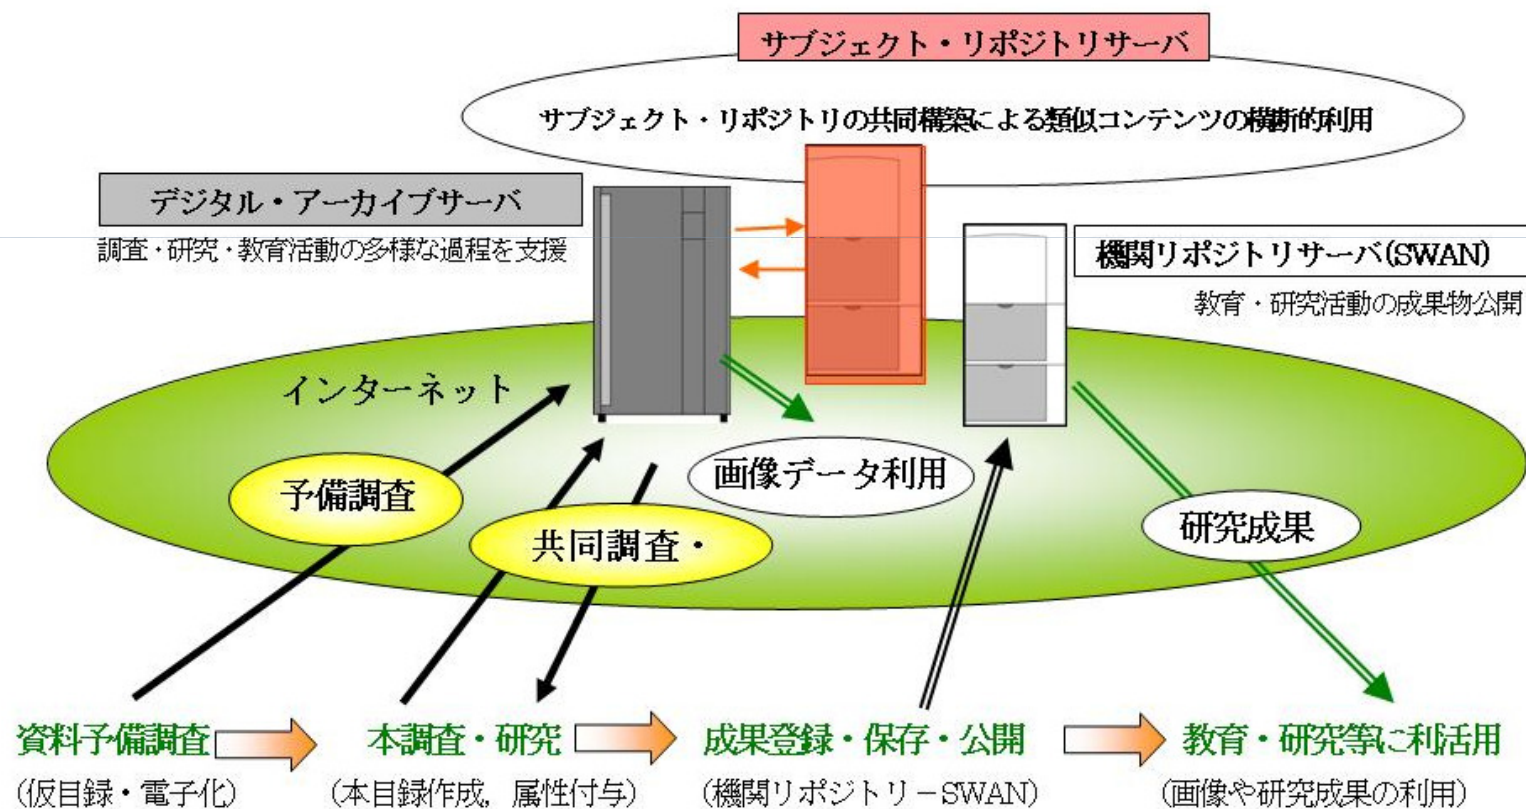 サブジェクト・リポジトリサーバ
サブジェクト・リポジトリの共同構築による類似コンテンツの横断的利用
デジタル・アーカイブサーバ
調査・研究・教育活動の多様な過程を支援
機関リポジトリサーバ(SWAN)
教育・研究活動の成果物公開
インターネット
予備調査
画像データ利用
共同調査・
研究成果
資料予備調査
(仮目録・電子化)
本調査・研究
(本目録作成, 属性付与)
成果登録・保存・公開
(機関リポジトリ－SWAN)
教育・研究等に利活用
(画像や研究成果の利用)